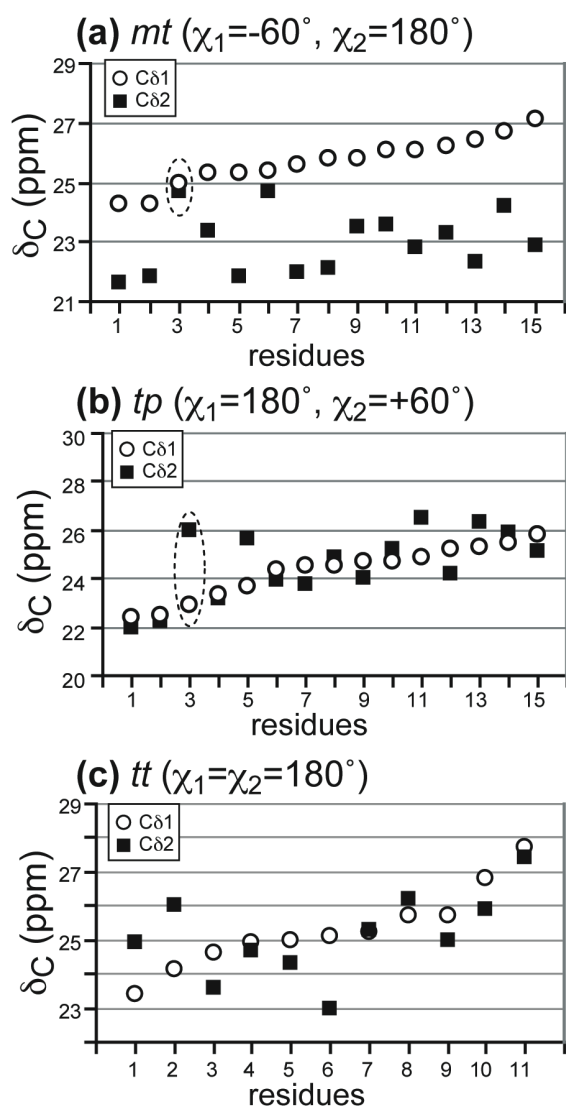 (a) mt (χ1=-60˚, χ2=180˚)
29
27
25
23
21
δC (ppm)
Cδ1
Cδ2
1 3 5 7 9 11 13 15
residues
(b) tp (χ1=180˚, χ2=+60˚)
30
28
26
24
22
20
δC (ppm)
Cδ1
Cδ2
1 3 5 7 9 11 13 15
residues
(c) tt (χ1=χ2=180˚)
29
27
25
23
δC (ppm)
Cδ1
Cδ2
1 2 3 4 5 6 7 8 9 10 11
residues